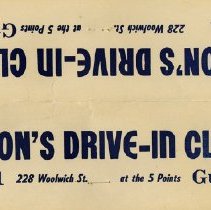 228 Woolwich St. at the 5 Points G
ON'S DRIVE-IN CL
ON'S DRIVE-IN CL
228 Woolwich St. at the 5 Points Gu